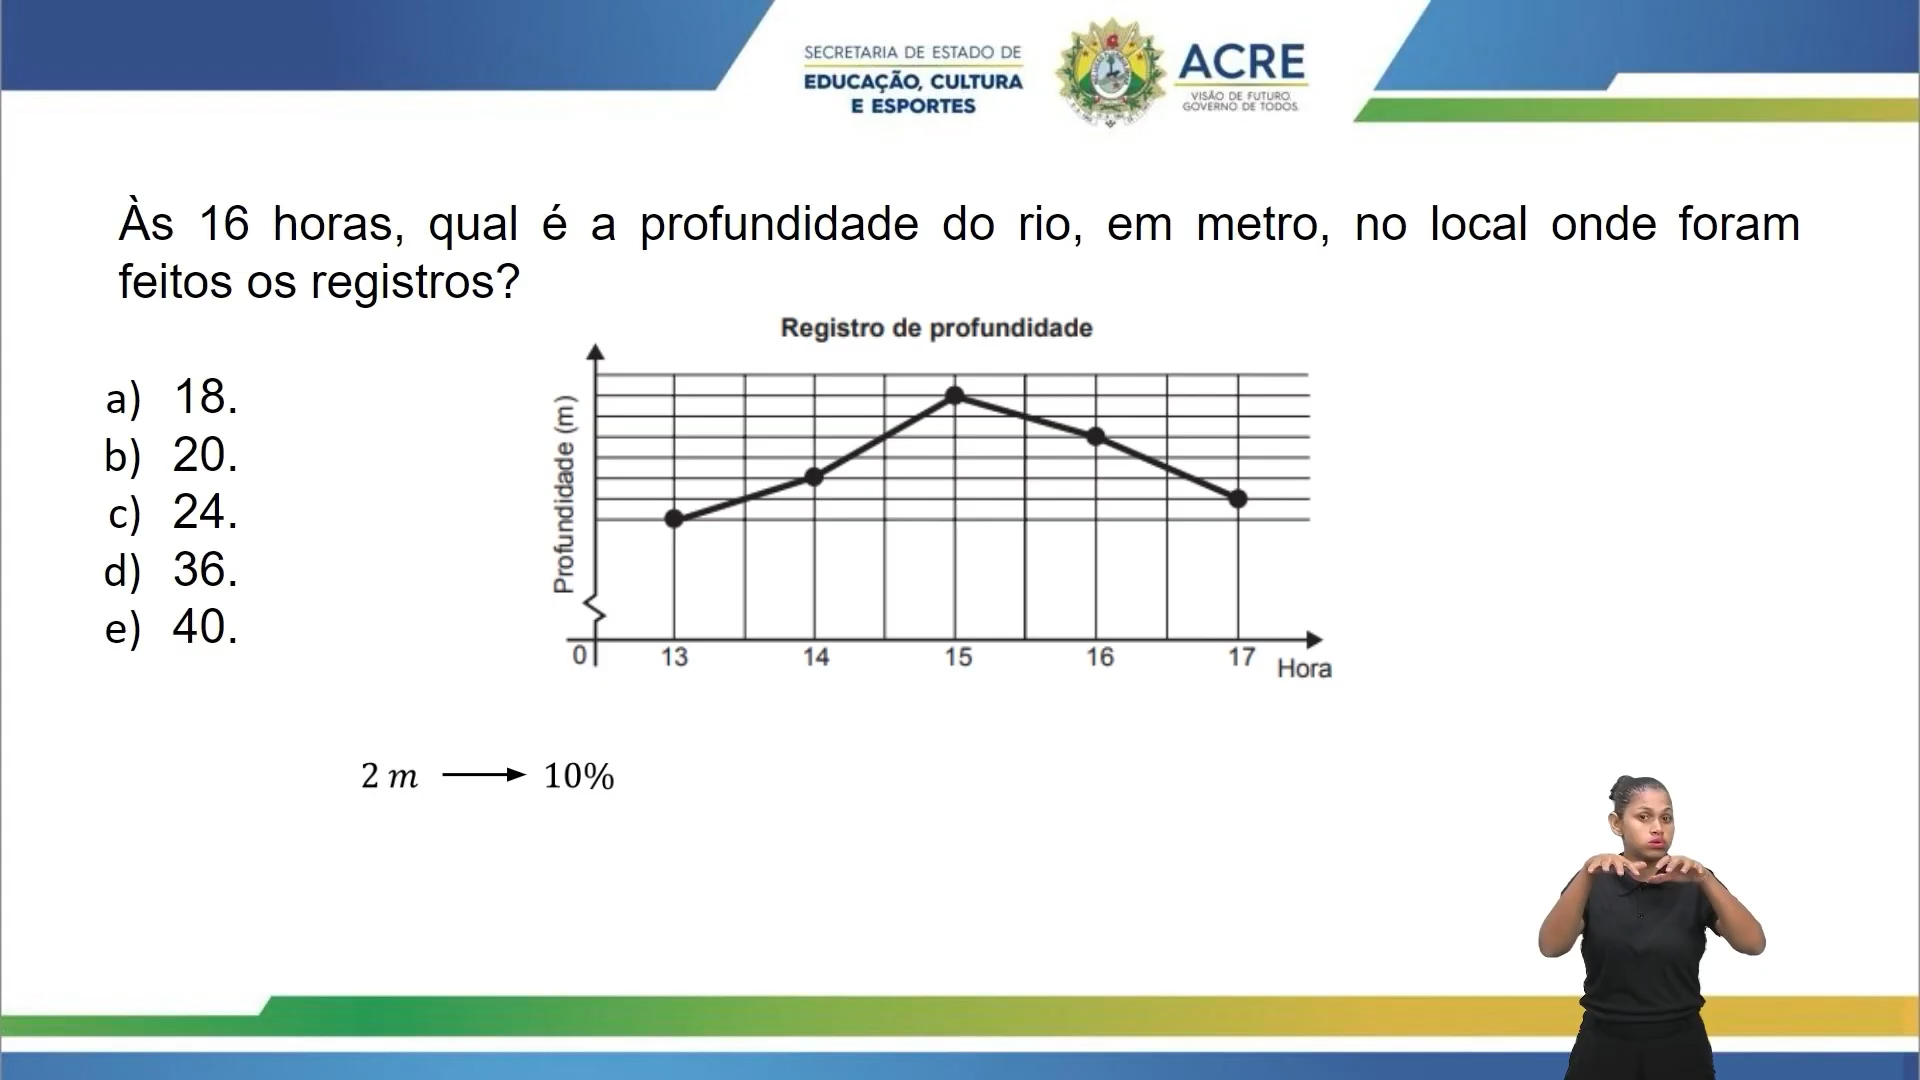 SECRETARIA DE ESTADO DE
EDUCAÇÃO, CULTURA
E ESPORTES
ACRE
VISÃO DE FUTURO.
GOVERNO DE TODOS.
Às 16 horas, qual é a profundidade do rio, em metro, no local onde foram
feitos os registros?
a) 18.
b) 20.
c) 24.
d) 36.
e) 40.
Registro de profundidade
Profundidade (m)
0 13 14 15 16 17
Hora
2 m 10%